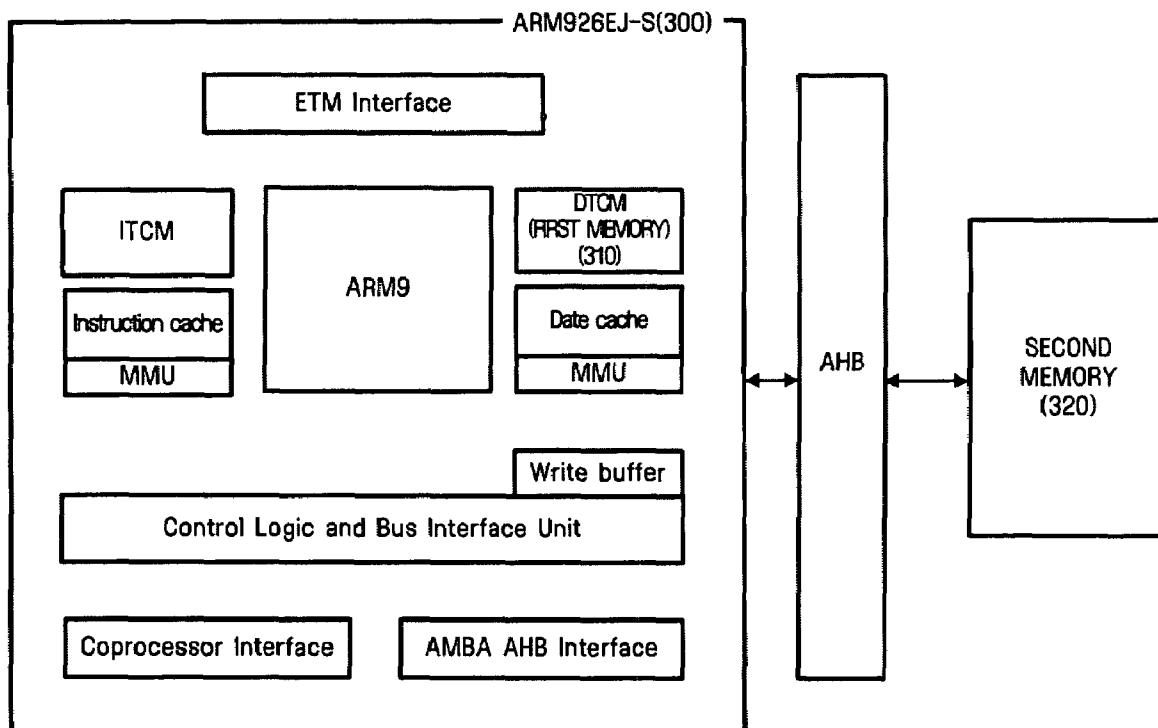 ARM926EJ-S(300)
ETM Interface
ITCM
Instruction cache
MMU
ARM9
DTCM
(FIRST MEMORY)
(310)
Date cache
MMU
Write buffer
Control Logic and Bus Interface Unit
Coprocessor Interface
AMBA AHB Interface
AHB
SECOND
MEMORY
(320)